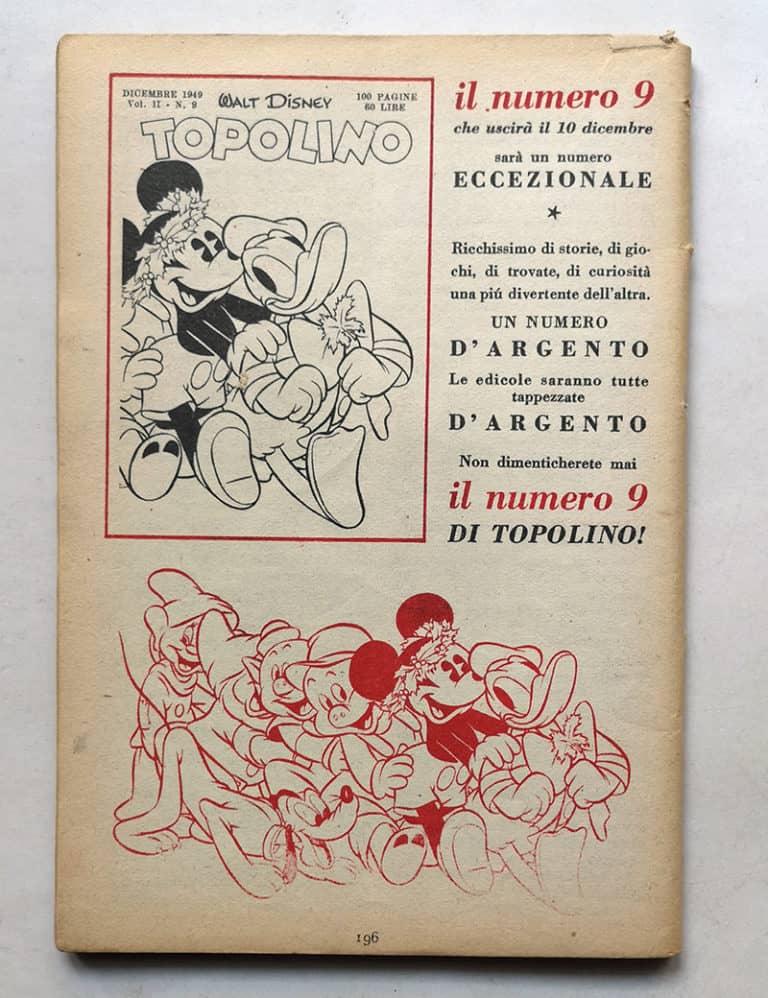 DICEMBRE 1949
Vol. II - N. 9
WALT DISNEY
100 PAGINE
60 LIRE
TOPOLINO
il numero 9
che uscirà il 10 dicembre
sarà un numero
ECCEZIONALE
Ricchissimo di storie, di gio-
chi, di trovate, di curiosità
una piú divertente dell'altra.
UN NUMERO
D'ARGENTO
Le edicole saranno tutte
tappezzate
D'ARGENTO
Non dimenticherete mai
il numero 9
DI TOPOLINO!
196